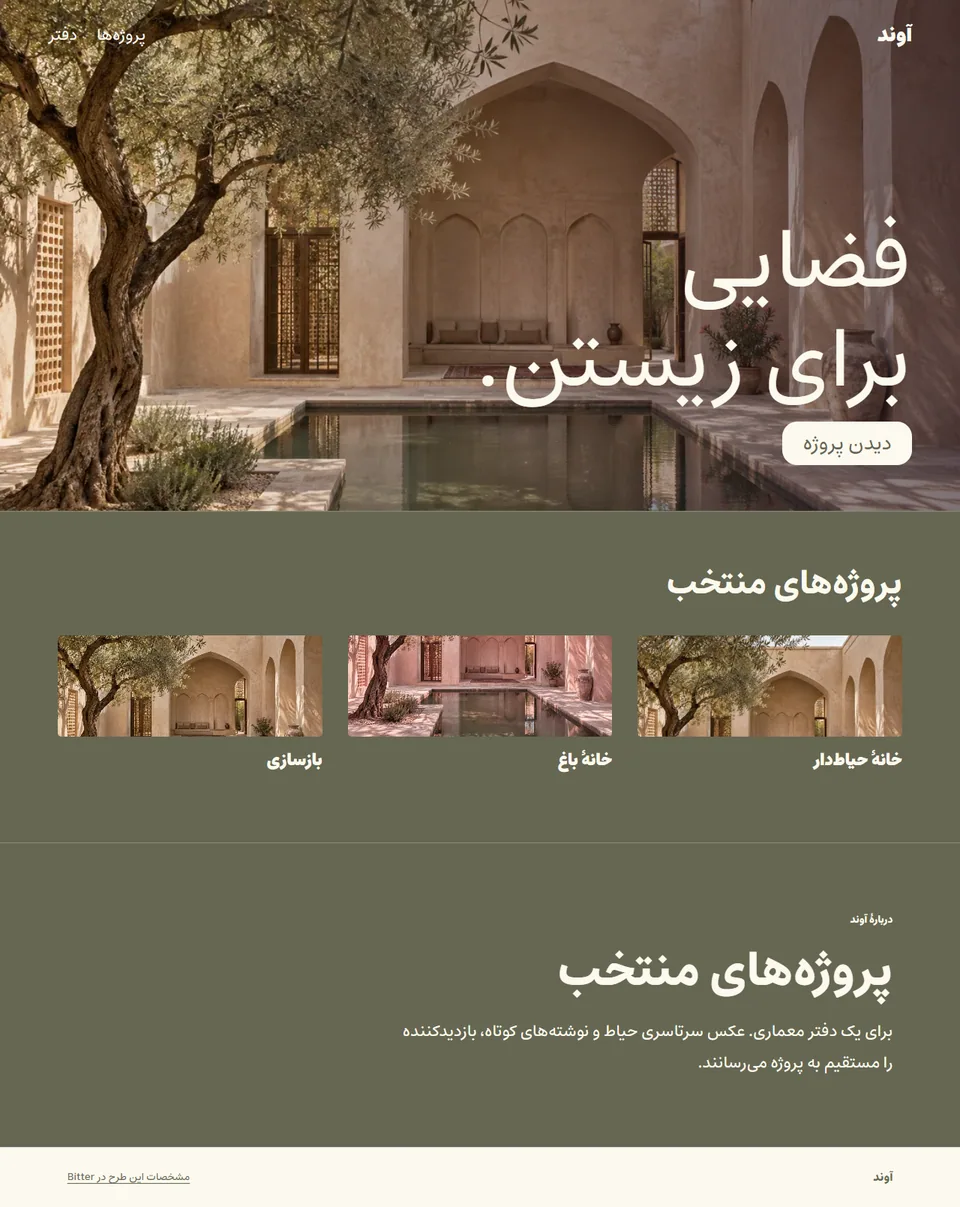 آوند
پروژه‌ها
دفتر
فضایی
برای زیستن.
دیدن پروژه
پروژه‌های منتخب
خانهٔ حیاط‌دار
خانهٔ باغ
بازسازی
دربارهٔ آوند
پروژه‌های منتخب
برای یک دفتر معماری. عکس سرتاسری حیاط و نوشته‌های کوتاه، بازدیدکننده
را مستقیم به پروژه می‌رسانند.
آوند
مشخصات این طرح در Bitter